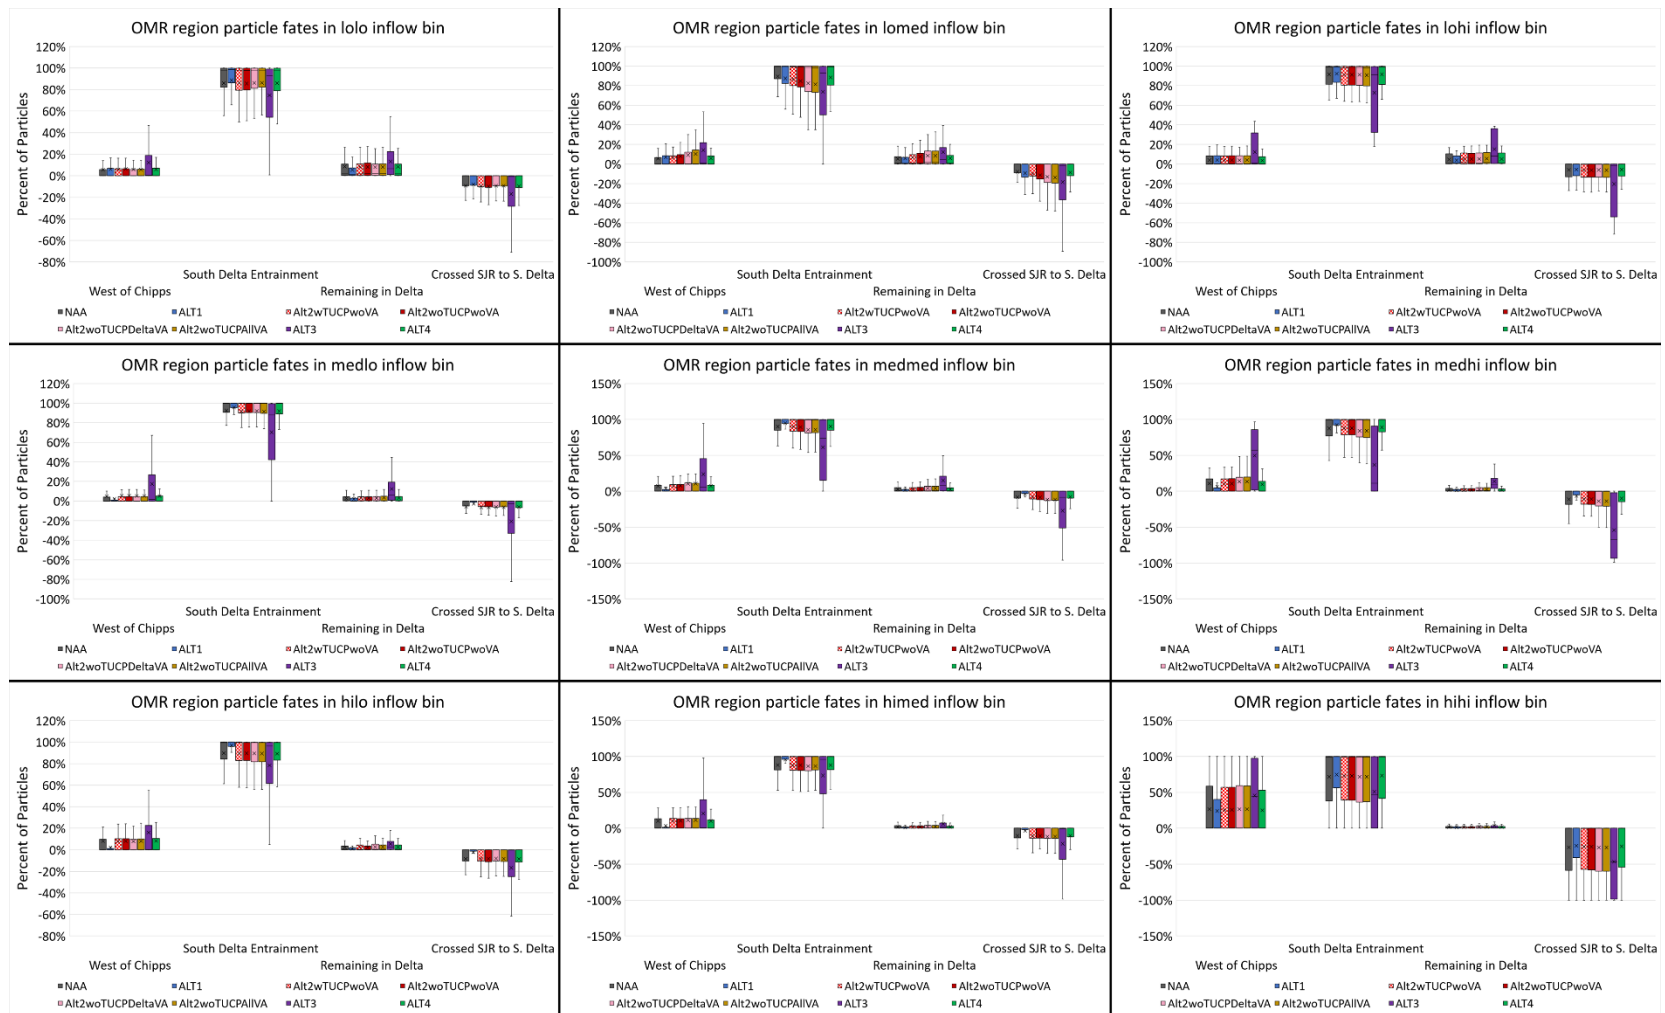 OMR region particle fates in lolo inflow bin
Percent of Particles
120%
100%
80%
60%
40%
20%
0%
-20%
-40%
-60%
-80%
South Delta Entrainment
Crossed SJR to S. Delta
West of Chipps
Remaining in Delta
NAA
ALT1
Alt2wTUCPwoVA
Alt2woTUCPwoVA
Alt2woTUCPDeltaVA
Alt2woTUCPAllVA
ALT3
ALT4
OMR region particle fates in lomed inflow bin
Percent of Particles
120%
100%
80%
60%
40%
20%
0%
-20%
-40%
-60%
-80%
-100%
South Delta Entrainment
Crossed SJR to S. Delta
West of Chipps
Remaining in Delta
NAA
ALT1
Alt2wTUCPwoVA
Alt2woTUCPwoVA
Alt2woTUCPDeltaVA
Alt2woTUCPAllVA
ALT3
ALT4
OMR region particle fates in lohi inflow bin
Percent of Particles
120%
100%
80%
60%
40%
20%
0%
-20%
-40%
-60%
-80%
-100%
South Delta Entrainment
Crossed SJR to S. Delta
West of Chipps
Remaining in Delta
NAA
ALT1
Alt2wTUCPwoVA
Alt2woTUCPwoVA
Alt2woTUCPDeltaVA
Alt2woTUCPAllVA
ALT3
ALT4
OMR region particle fates in medlo inflow bin
Percent of Particles
120%
100%
80%
60%
40%
20%
0%
-20%
-40%
-60%
-80%
-100%
South Delta Entrainment
Crossed SJR to S. Delta
West of Chipps
Remaining in Delta
NAA
ALT1
Alt2wTUCPwoVA
Alt2woTUCPwoVA
Alt2woTUCPDeltaVA
Alt2woTUCPAllVA
ALT3
ALT4
OMR region particle fates in medmed inflow bin
Percent of Particles
150%
100%
50%
0%
-50%
-100%
-150%
South Delta Entrainment
Crossed SJR to S. Delta
West of Chipps
Remaining in Delta
NAA
ALT1
Alt2wTUCPwoVA
Alt2woTUCPwoVA
Alt2woTUCPDeltaVA
Alt2woTUCPAllVA
ALT3
ALT4
OMR region particle fates in medhi inflow bin
Percent of Particles
150%
100%
50%
0%
-50%
-100%
-150%
South Delta Entrainment
Crossed SJR to S. Delta
West of Chipps
Remaining in Delta
NAA
ALT1
Alt2wTUCPwoVA
Alt2woTUCPwoVA
Alt2woTUCPDeltaVA
Alt2woTUCPAllVA
ALT3
ALT4
OMR region particle fates in hilo inflow bin
Percent of Particles
120%
100%
80%
60%
40%
20%
0%
-20%
-40%
-60%
-80%
South Delta Entrainment
Crossed SJR to S. Delta
West of Chipps
Remaining in Delta
NAA
ALT1
Alt2wTUCPwoVA
Alt2woTUCPwoVA
Alt2woTUCPDeltaVA
Alt2woTUCPAllVA
ALT3
ALT4
OMR region particle fates in himed inflow bin
Percent of Particles
150%
100%
50%
0%
-50%
-100%
-150%
South Delta Entrainment
Crossed SJR to S. Delta
West of Chipps
Remaining in Delta
NAA
ALT1
Alt2wTUCPwoVA
Alt2woTUCPwoVA
Alt2woTUCPDeltaVA
Alt2woTUCPAllVA
ALT3
ALT4
OMR region particle fates in hihi inflow bin
Percent of Particles
150%
100%
50%
0%
-50%
-100%
-150%
South Delta Entrainment
Crossed SJR to S. Delta
West of Chipps
Remaining in Delta
NAA
ALT1
Alt2wTUCPwoVA
Alt2woTUCPwoVA
Alt2woTUCPDeltaVA
Alt2woTUCPAllVA
ALT3
ALT4